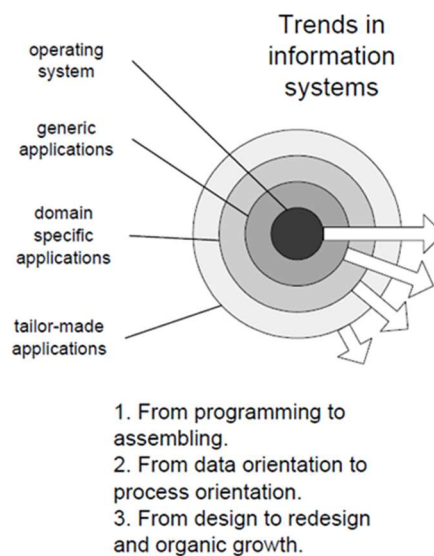 Trends in
information
systems
operating
system
generic
applications
domain
specific
applications
tailor-made
applications
1. From programming to
assembling.
2. From data orientation to
process orientation.
3. From design to redesign
and organic growth.